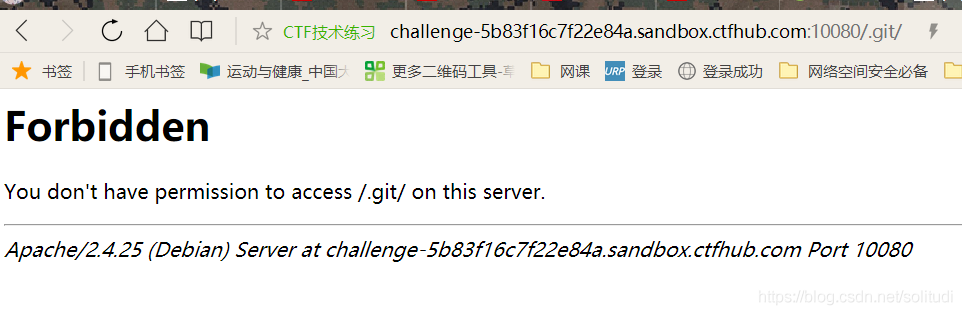 CTF技术练习 challenge-5b83f16c7f22e84a.sandbox.ctfhub.com:10080/.git/
书签 手机书签 运动与健康_中国大 更多二维码工具- URP 网课 登录 登录成功 网络空间安全必备
Forbidden
You don't have permission to access /.git/ on this server.
Apache/2.4.25 (Debian) Server at challenge-5b83f16c7f22e84a.sandbox.ctfhub.com Port 10080
https://blog.csdn.net/solitudi